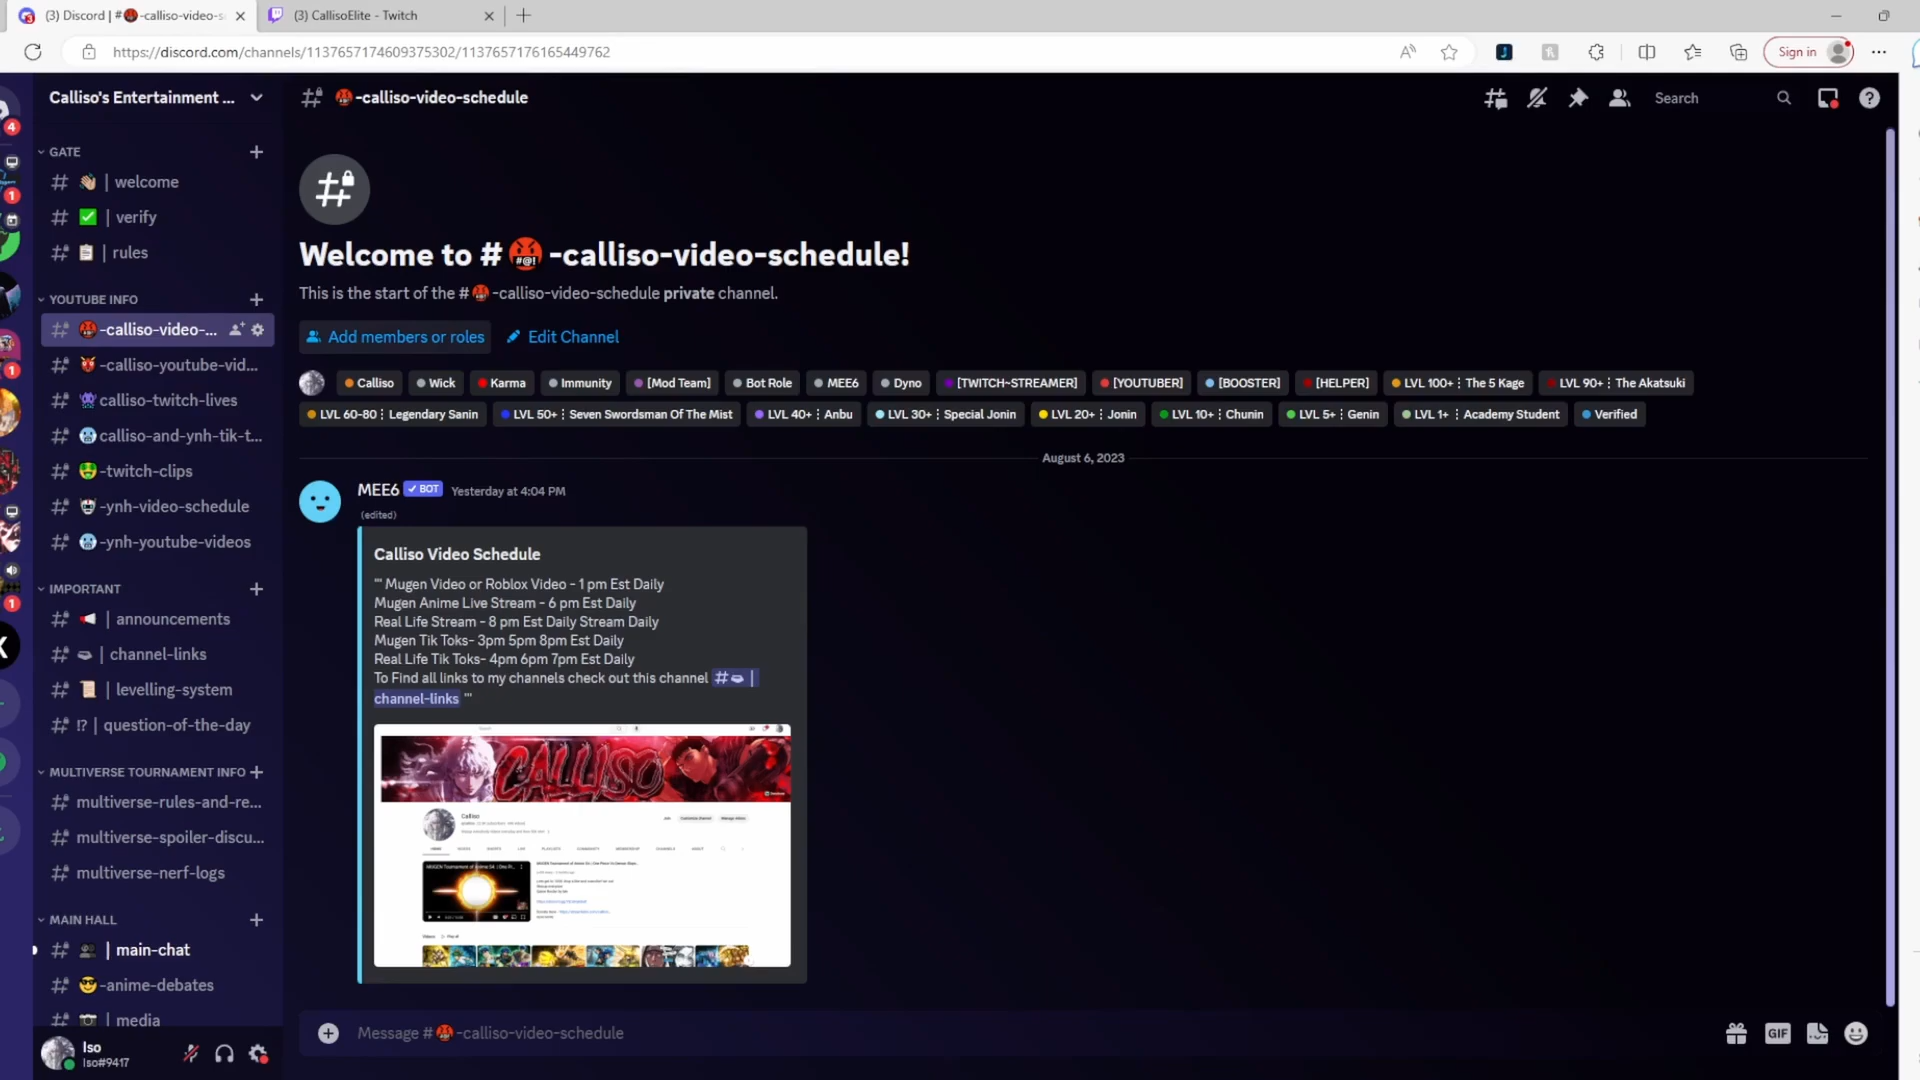 (3) Discord | #-calliso-video-s
(3) CallisoElite - Twitch
https://discord.com/channels/1137657174609375302/1137657176165449762
Sign in
Calliso's Entertainment ...
#-calliso-video-schedule
Search
4
GATE
# | welcome
# | verify
# | rules
YOUTUBE INFO
# -calliso-video-...
# -calliso-youtube-vid...
# calliso-twitch-lives
# calliso-and-ynh-tik-t...
# -twitch-clips
# -ynh-video-schedule
# -ynh-youtube-videos
IMPORTANT
# | announcements
# | channel-links
# | levelling-system
# ⁉ | question-of-the-day
MULTIVERSE TOURNAMENT INFO
# multiverse-rules-and-re...
# multiverse-spoiler-discu...
# multiverse-nerf-logs
MAIN HALL
# | main-chat
# -anime-debates
# | media
Iso
Iso#9417
1
1
1
Welcome to #-calliso-video-schedule!
This is the start of the #-calliso-video-schedule private channel.
Add members or roles Edit Channel
Calliso Wick Karma Immunity [Mod Team] Bot Role MEE6 Dyno [TWITCH-STREAMER] [YOUTUBER] [BOOSTER] [HELPER] LVL 100+ ⋮ The 5 Kage LVL 90+ ⋮ The Akatsuki
LVL 60-80 ⋮ Legendary Sanin LVL 50+ ⋮ Seven Swordsman Of The Mist LVL 40+ ⋮ Anbu LVL 30+ ⋮ Special Jonin LVL 20+ ⋮ Jonin LVL 10+ ⋮ Chunin LVL 5+ ⋮ Genin LVL 1+ ⋮ Academy Student Verified
August 6, 2023
MEE6 ✓ BOT Yesterday at 4:04 PM
(edited)
Calliso Video Schedule
''' Mugen Video or Roblox Video - 1 pm Est Daily
Mugen Anime Live Stream - 6 pm Est Daily
Real Life Stream - 8 pm Est Daily Stream Daily
Mugen Tik Toks- 3pm 5pm 8pm Est Daily
Real Life Tik Toks- 4pm 6pm 7pm Est Daily
To Find all links to my channels check out this channel # |
channel-links '''
CALLISO
Calliso
Message #-calliso-video-schedule
GIF